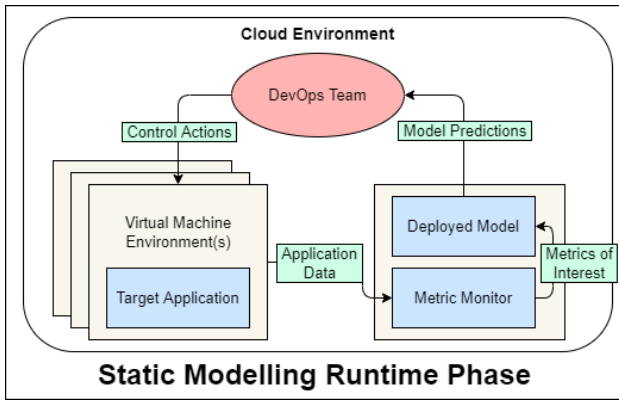 Cloud Environment
DevOps Team
Control Actions
Model Predictions
Virtual Machine
Environment(s)
Target Application
Application
Data
Deployed Model
Metric Monitor
Metrics of
Interest
Static Modelling Runtime Phase